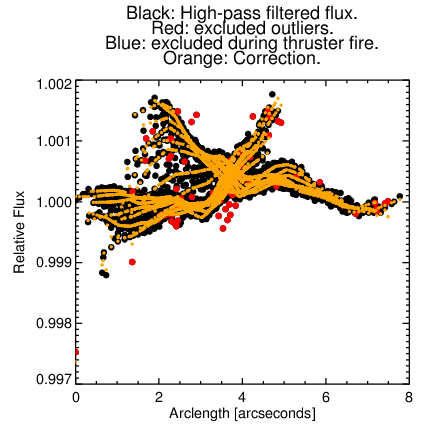 Black: High-pass filtered flux.
Red: excluded outliers.
Blue: excluded during thruster fire.
Orange: Correction.
1.002
1.001
1.000
0.999
0.998
0.997
Relative Flux
0 2 4 6 8
Arclength [arcseconds]